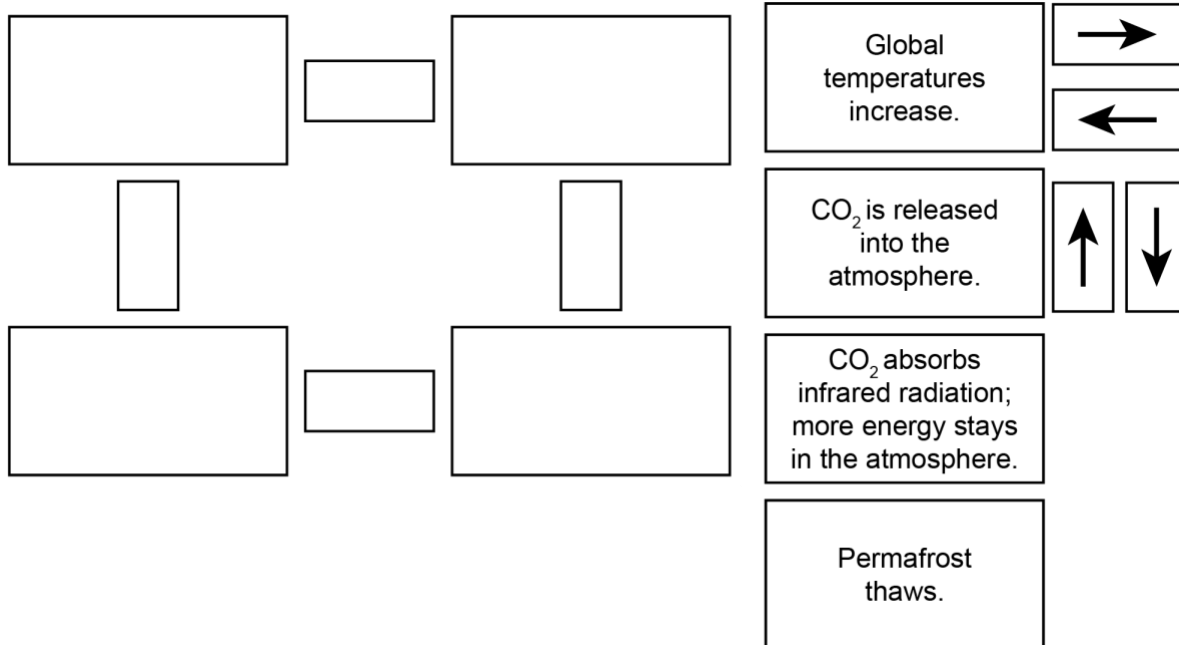 Global
temperatures
increase.
CO₂ is released
into the
atmosphere.
CO₂ absorbs
infrared radiation;
more energy stays
in the atmosphere.
Permafrost
thaws.